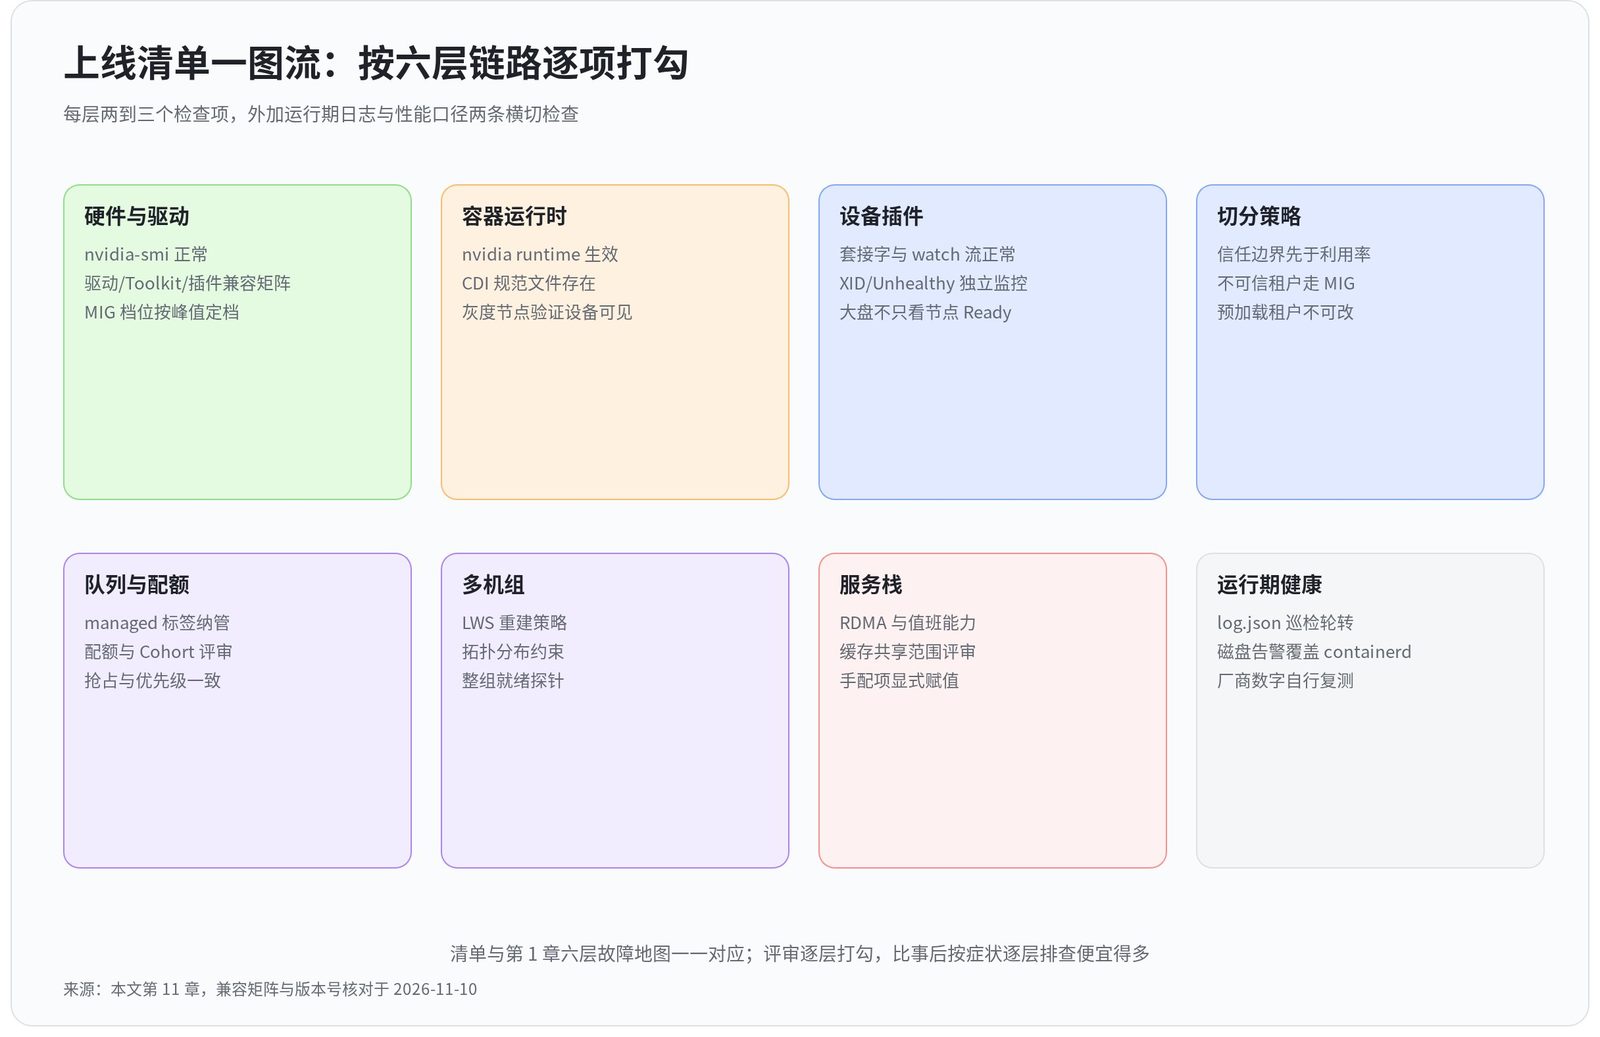 上线清单一图流：按六层链路逐项打勾
每层两到三个检查项，外加运行期日志与性能口径两条横切检查
硬件与驱动
nvidia-smi 正常
驱动/Toolkit/插件兼容矩阵
MIG 档位按峰值定档
容器运行时
nvidia runtime 生效
CDI 规范文件存在
灰度节点验证设备可见
设备插件
套接字与 watch 流正常
XID/Unhealthy 独立监控
大盘不只看节点 Ready
切分策略
信任边界先于利用率
不可信租户走 MIG
预加载租户不可改
队列与配额
managed 标签纳管
配额与 Cohort 评审
抢占与优先级一致
多机组
LWS 重建策略
拓扑分布约束
整组就绪探针
服务栈
RDMA 与值班能力
缓存共享范围评审
手配项显式赋值
运行期健康
log.json 巡检轮转
磁盘告警覆盖 containerd
厂商数字自行复测
清单与第 1 章六层故障地图一一对应；评审逐层打勾，比事后按症状逐层排查便宜得多
来源：本文第 11 章，兼容矩阵与版本号核对于 2026-11-10